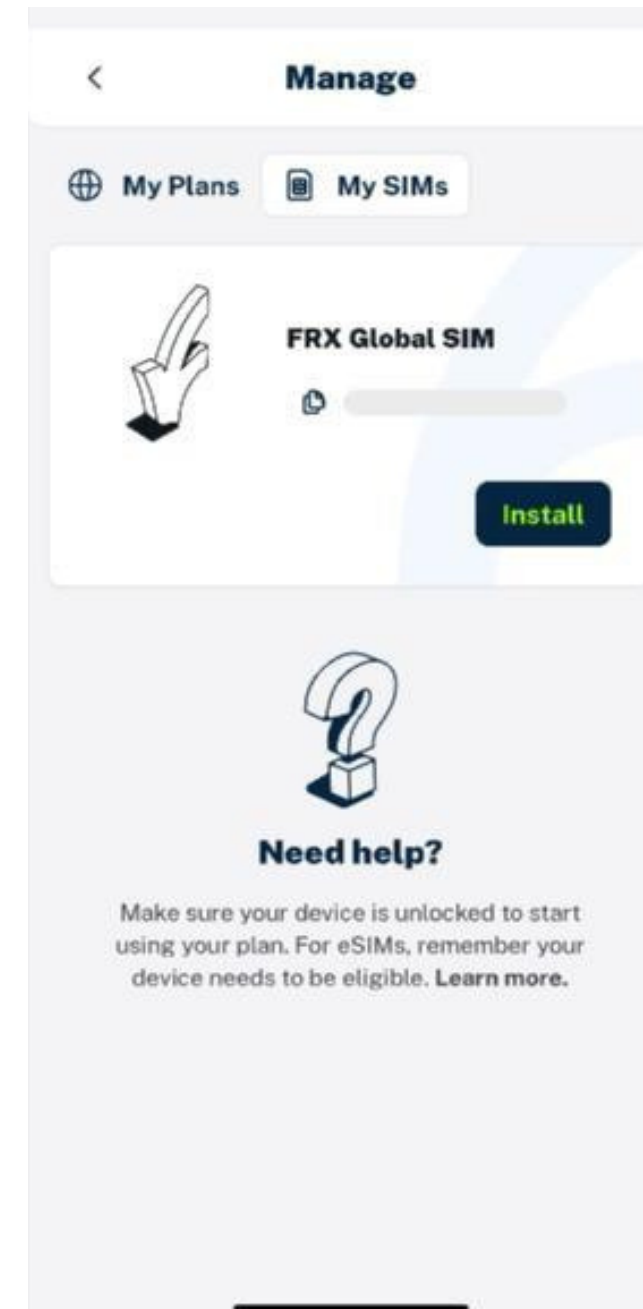 Manage
My Plans
My SIMs
FRX Global SIM
Install
Need help?
Make sure your device is unlocked to start
using your plan. For eSIMs, remember your
device needs to be eligible. Learn more.